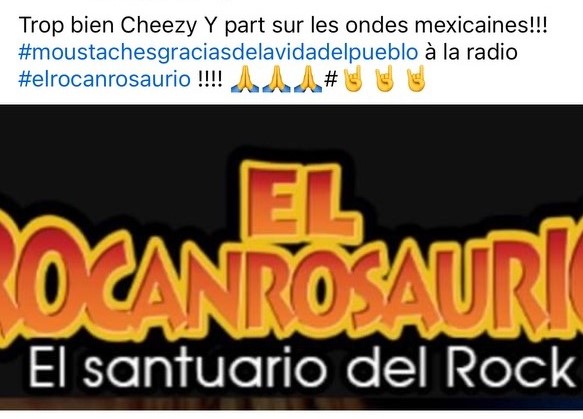 Trop bien Cheezy Y part sur les ondes mexicaines!!!
#moustachesgraciasdelavidadelpueblo à la radio
#elrocanrosaurio !!!! 🙏🙏🙏#🤘🤘🤘
EL
ROCANROSAURIO
El santuario del Rock